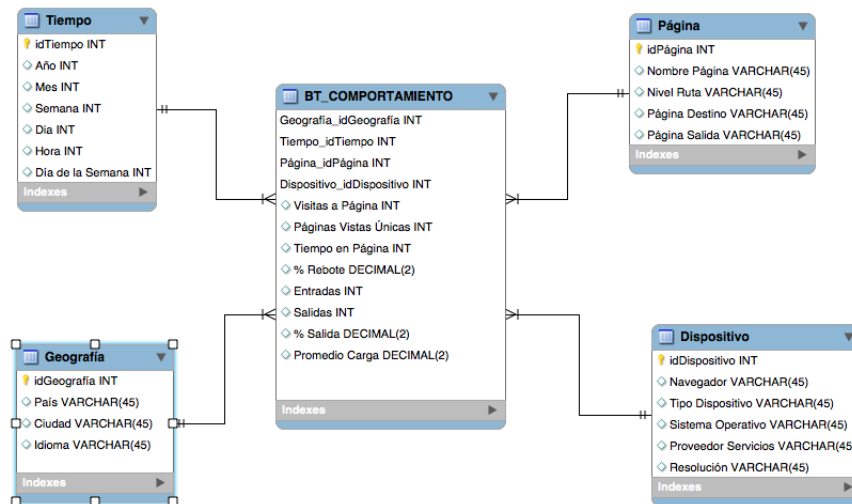 Tiempo
idTiempo INT
Año INT
Mes INT
Semana INT
Dia INT
Hora INT
Día de la Semana INT
Indexes
BT_COMPORTAMIENTO
Geografía_idGeografía INT
Tiempo_idTiempo INT
Página_idPágina INT
Dispositivo_idDispositivo INT
Visitas a Página INT
Páginas Vistas Únicas INT
Tiempo en Página INT
% Rebote DECIMAL(2)
Entradas INT
Salidas INT
% Salida DECIMAL(2)
Promedio Carga DECIMAL(2)
Indexes
Página
idPágina INT
Nombre Página VARCHAR(45)
Nivel Ruta VARCHAR(45)
Página Destino VARCHAR(45)
Página Salida VARCHAR(45)
Indexes
Geografía
idGeografía INT
País VARCHAR(45)
Ciudad VARCHAR(45)
Idioma VARCHAR(45)
Indexes
Dispositivo
idDispositivo INT
Navegador VARCHAR(45)
Tipo Dispositivo VARCHAR(45)
Sistema Operativo VARCHAR(45)
Proveedor Servicios VARCHAR(45
Resolución VARCHAR(45)
Indexes